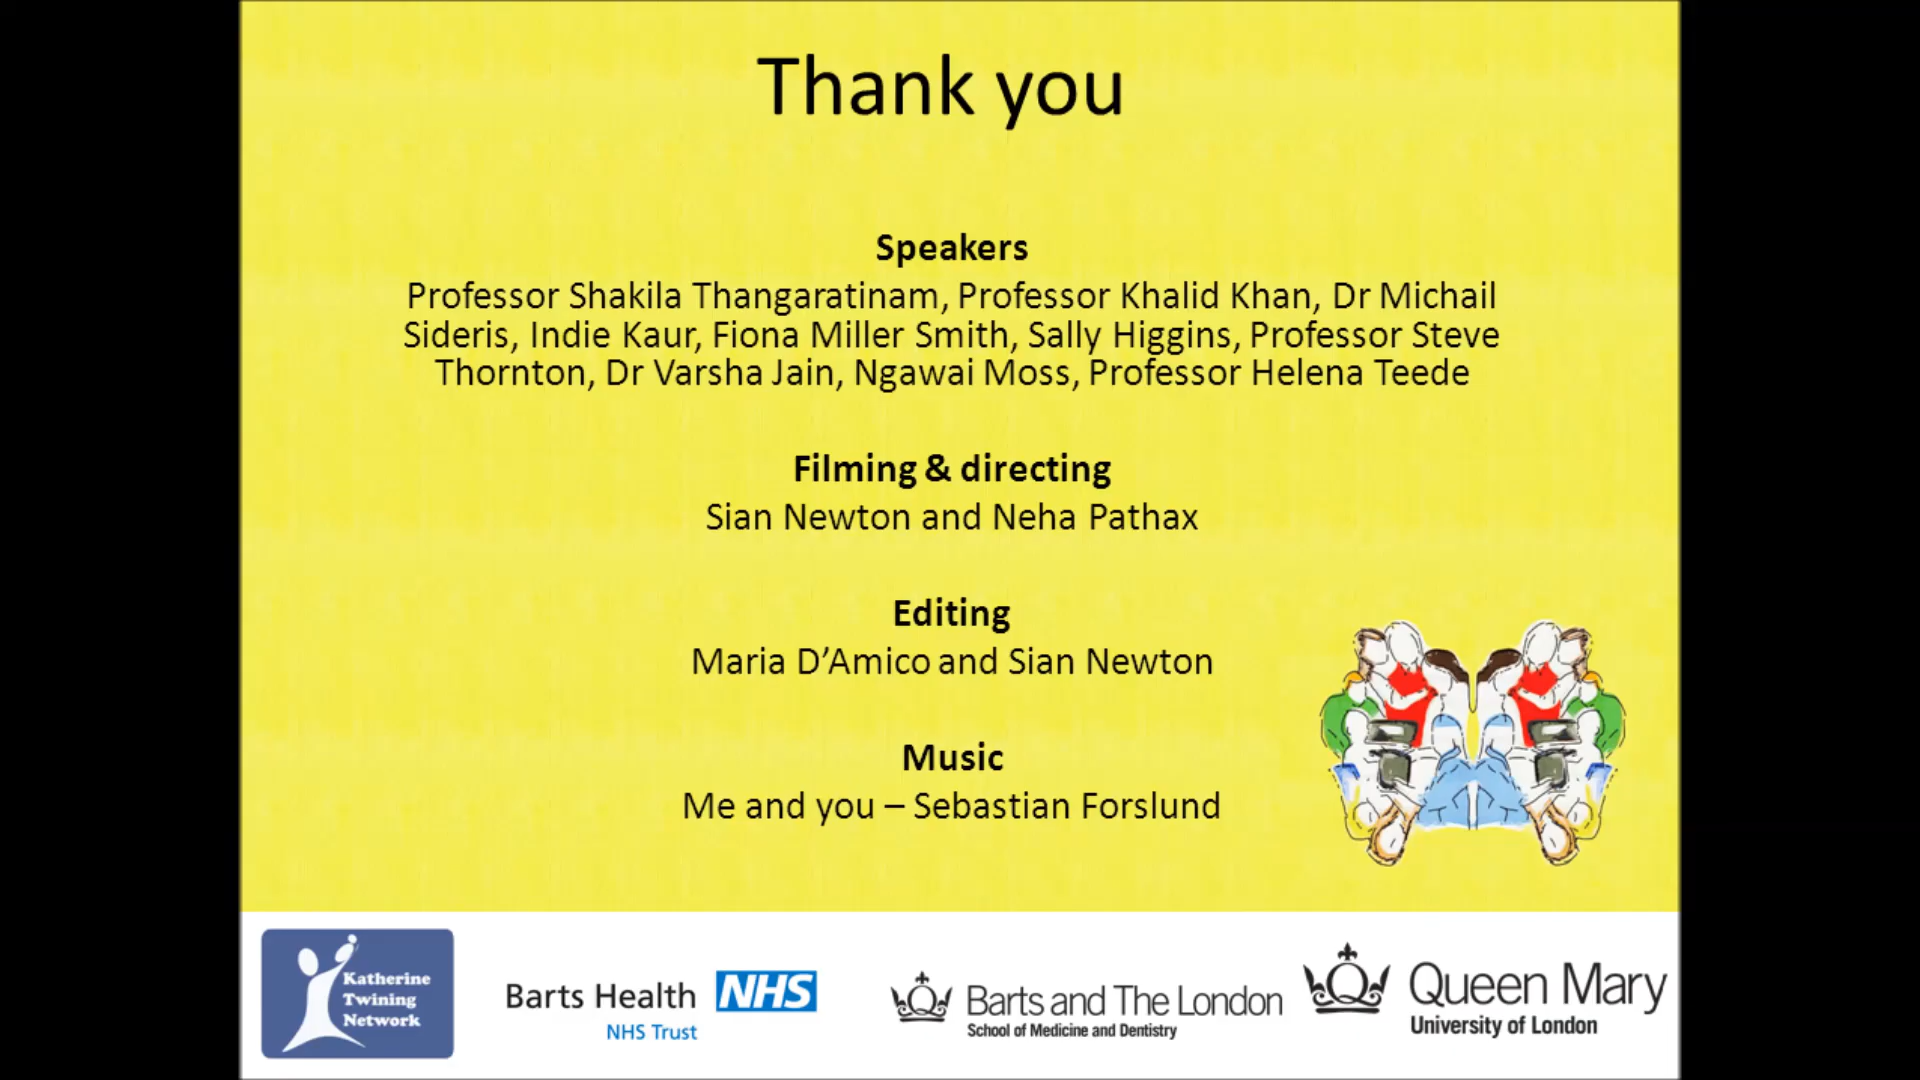 Thank you
Speakers
Professor Shakila Thangaratinam, Professor Khalid Khan, Dr Michail
Sideris, Indie Kaur, Fiona Miller Smith, Sally Higgins, Professor Steve
Thornton, Dr Varsha Jain, Ngawai Moss, Professor Helena Teede
Filming & directing
Sian Newton and Neha Pathax
Editing
Maria D’Amico and Sian Newton
Music
Me and you – Sebastian Forslund
Katherine
Twining
Network
Barts Health NHS
NHS Trust
Barts and The London
School of Medicine and Dentistry
Queen Mary
University of London